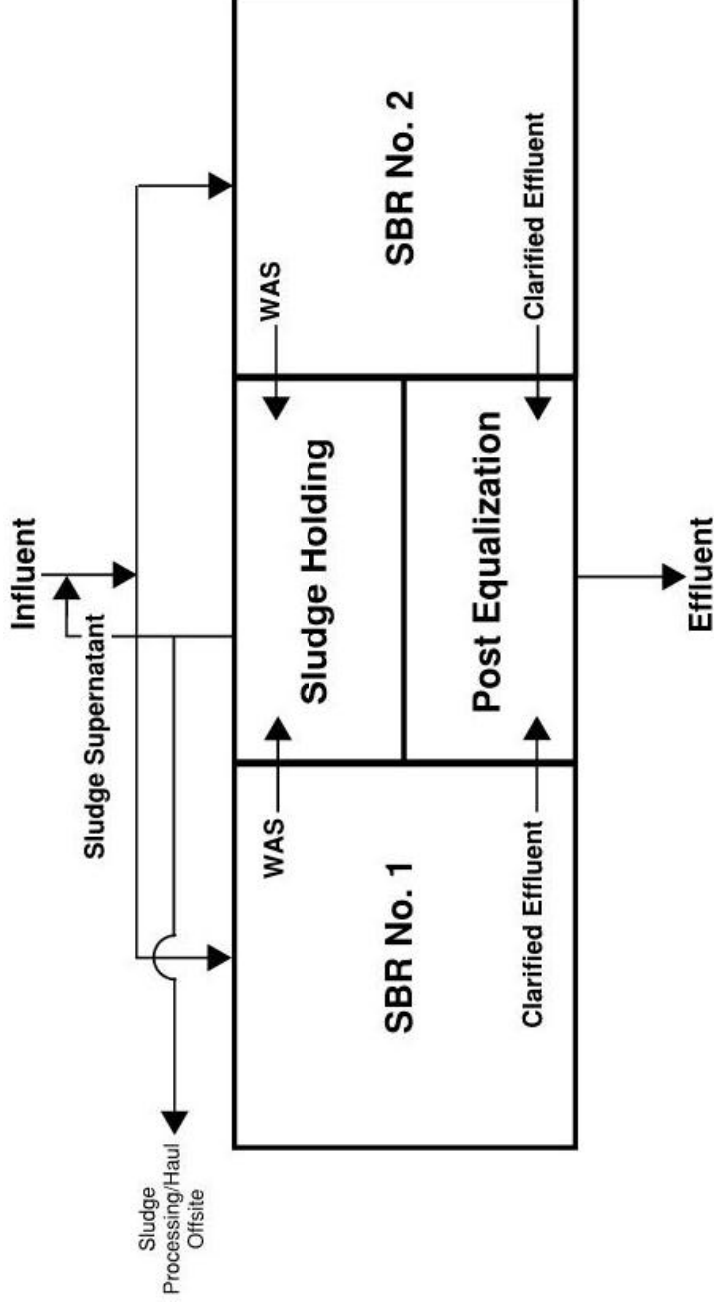 Influent
Sludge Supernatant
Sludge
Processing/Haul
Offsite
WAS
WAS
Sludge Holding
SBR No. 1
SBR No. 2
Post Equalization
Clarified Effluent
Clarified Effluent
Effluent